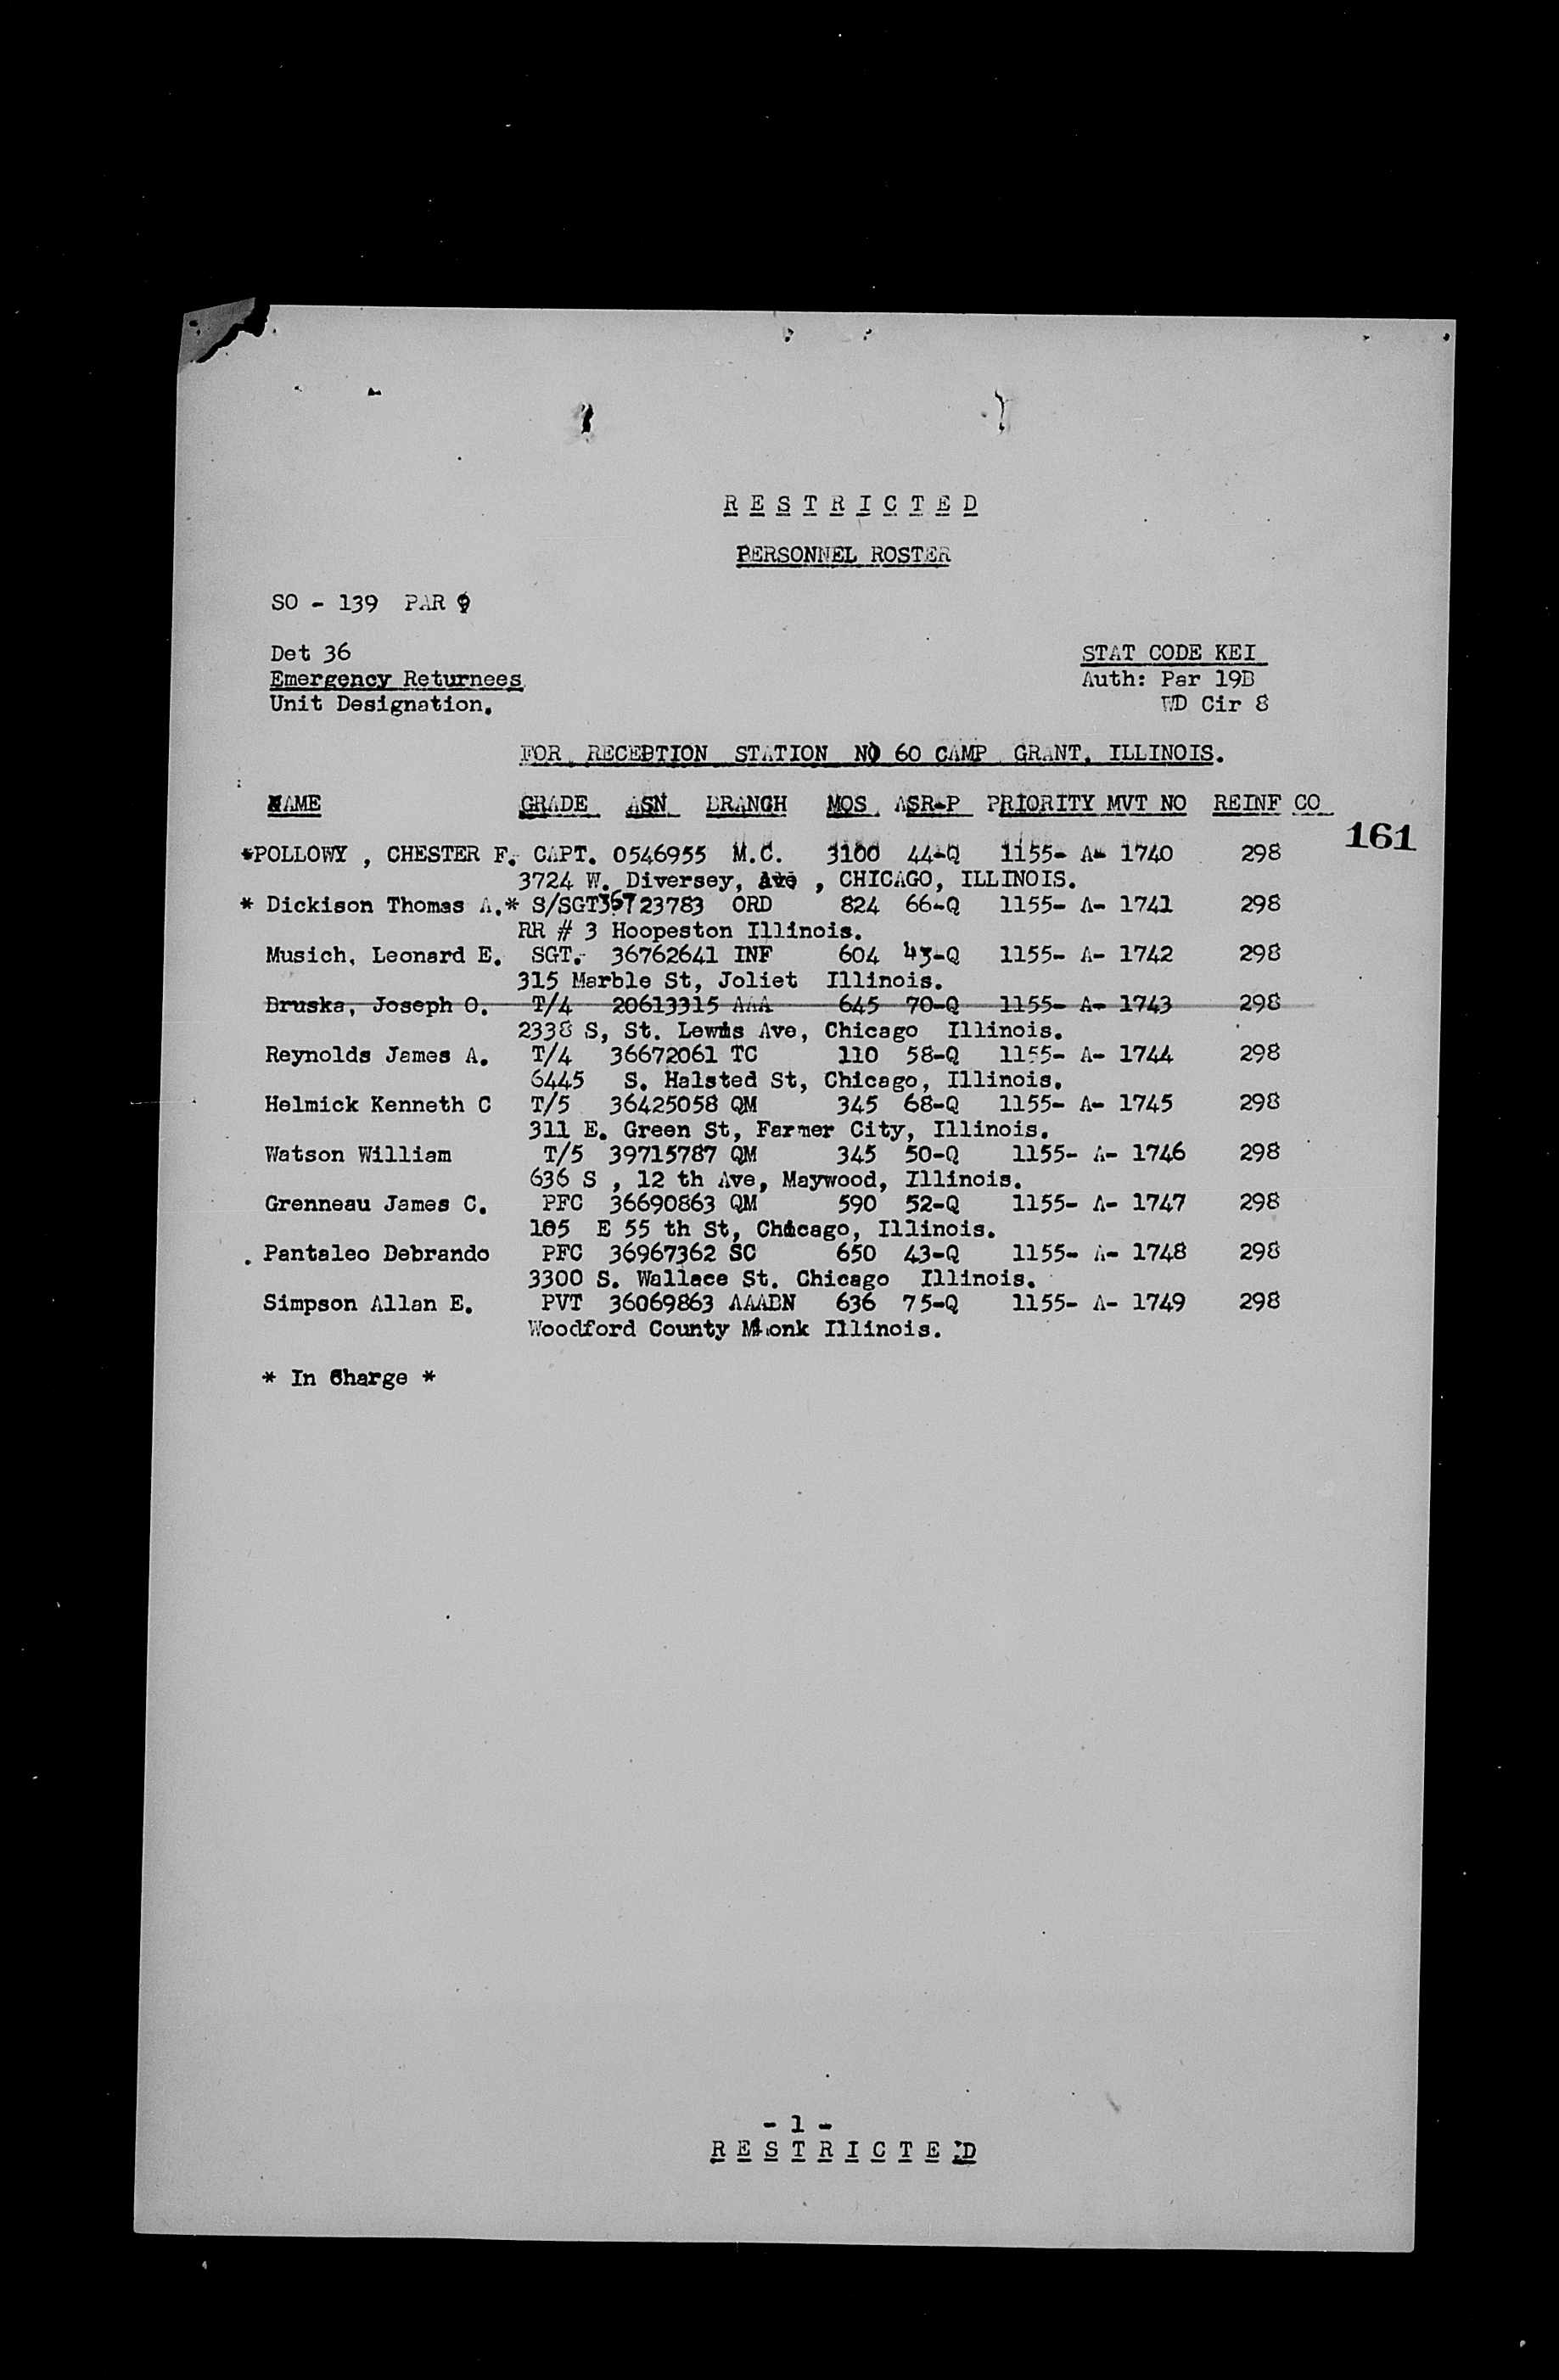 R E S T R I C T E D
PERSONNEL ROSTER
SO - 139 PAR 9
Det 36
STAT CODE KEI
Emergency Returnees
Auth: Par 19B
Unit Designation.
WD Cir 8
FOR RECEPTION STATION NO 60 CAMP GRANT, ILLINOIS.
NAME GRADE ASN BRANCH MOS ASR-P PRIORITY MVT NO REINF CO
161
*POLLOWY , CHESTER F. CAPT. 0546955 M.C. 3100 44-Q 1155- A- 1740 298
3724 W. Diversey, Ave , CHICAGO, ILLINOIS.
* Dickison Thomas A.* S/SGT 23783 ORD 824 66-Q 1155- A- 1741 298
RR # 3 Hoopeston Illinois.
Musich, Leonard E. SGT. 36762641 INF 604 43-Q 1155- A- 1742 298
315 Marble St, Joliet Illinois.
Bruska, Joseph O. T/4 20613315 AAA 645 70-Q 1155- A- 1743 298
2338 S, St. Lewis Ave, Chicago Illinois.
Reynolds James A. T/4 36672061 TC 110 58-Q 1155- A- 1744 298
6445 S. Halsted St, Chicago, Illinois.
Helmick Kenneth C T/5 36425058 QM 345 68-Q 1155- A- 1745 298
311 E. Green St, Farmer City, Illinois.
Watson William T/5 39715787 QM 345 50-Q 1155- A- 1746 298
636 S , 12 th Ave, Maywood, Illinois.
Grenneau James C. PFC 36690863 QM 590 52-Q 1155- A- 1747 298
105 E 55 th St, Chicago, Illinois.
Pantaleo Debrando PFC 36967362 SC 650 43-Q 1155- A- 1748 298
3300 S. Wallace St. Chicago Illinois.
Simpson Allan E. PVT 36069863 AAABN 636 75-Q 1155- A- 1749 298
Woodford County Illinois.
* In Charge *
- 1 -
R E S T R I C T E D